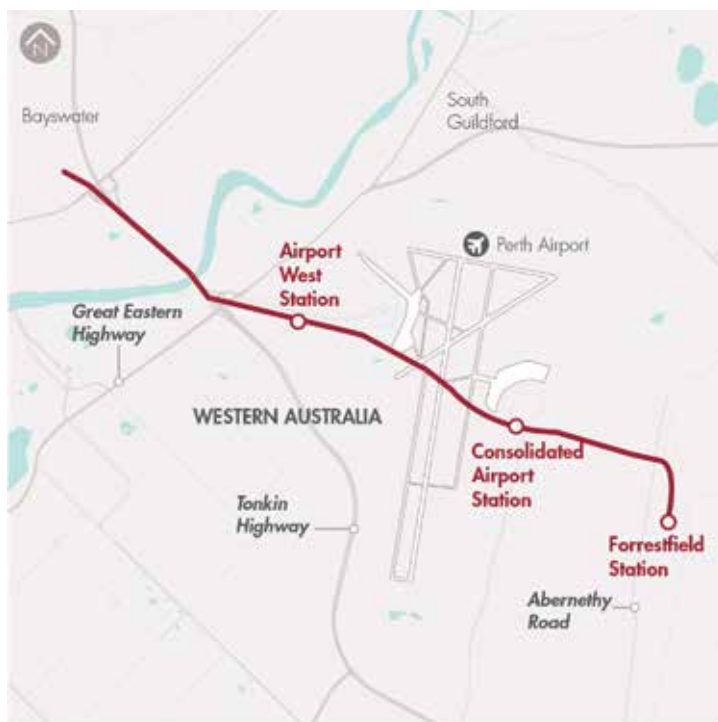 N
Bayswater
South
Guildford
Perth Airport
Airport
West
Station
Great Eastern
Highway
WESTERN AUSTRALIA
Consolidated
Airport
Station
Tonkin
Highway
Forrestfield
Station
Abernethy
Road